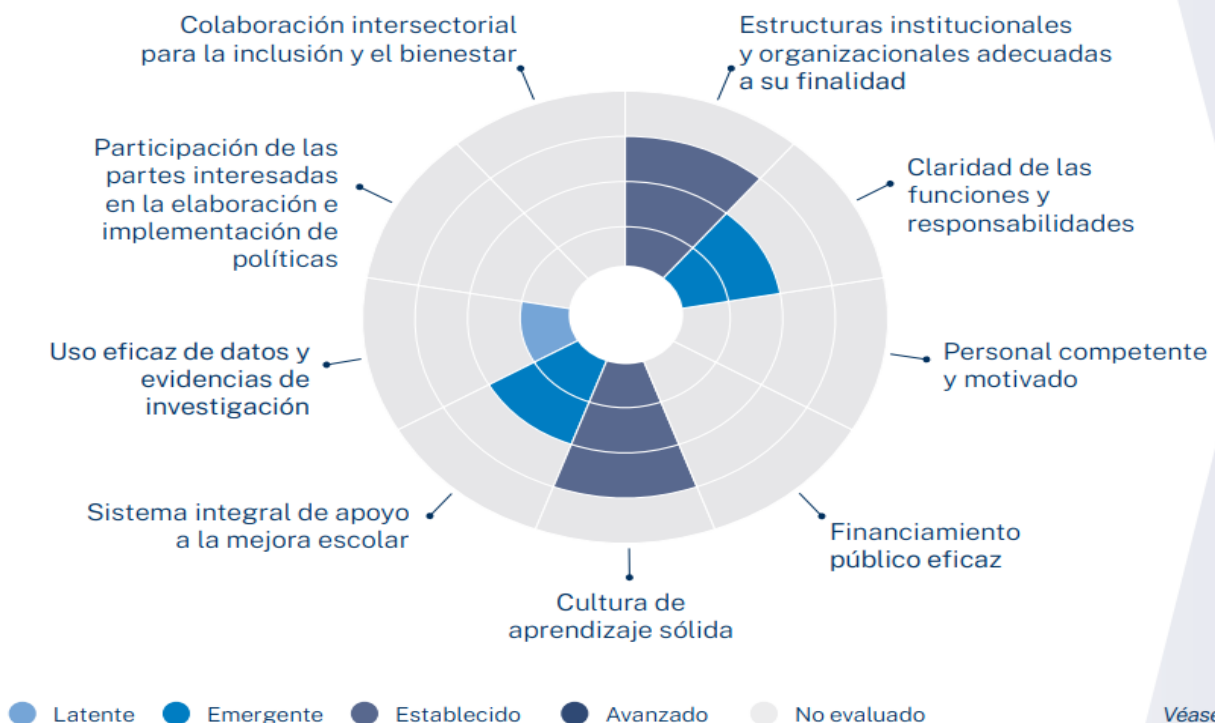 Colaboración intersectorial
para la inclusión y el bienestar
Estructuras institucionales
y organizacionales adecuadas
a su finalidad
Participación de las
partes interesadas
en la elaboración e
implementación de
políticas
Claridad de las
funciones y
responsabilidades
Uso eficaz de datos y
evidencias de
investigación
Personal competente
y motivado
Sistema integral de apoyo
a la mejora escolar
Financiamiento
público eficaz
Cultura de
aprendizaje sólida
Latente Emergente Establecido Avanzado No evaluado
Véase